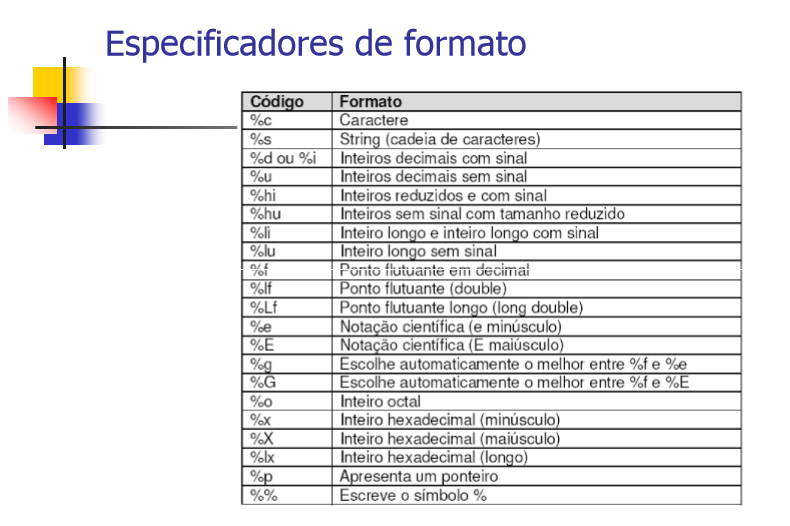 Especificadores de formato
Código Formato
%c Caractere
%s String (cadeia de caracteres)
%d ou %i Inteiros decimais com sinal
%u Inteiros decimais sem sinal
%hi Inteiros reduzidos e com sinal
%hu Inteiros sem sinal com tamanho reduzido
%li Inteiro longo e inteiro longo com sinal
%lu Inteiro longo sem sinal
%f Ponto flutuante em decimal
%lf Ponto flutuante (double)
%Lf Ponto flutuante longo (long double)
%e Notação científica (e minúsculo)
%E Notação científica (E maiúsculo)
%g Escolhe automaticamente o melhor entre %f e %e
%G Escolhe automaticamente o melhor entre %f e %E
%o Inteiro octal
%x Inteiro hexadecimal (minúsculo)
%X Inteiro hexadecimal (maiúsculo)
%lx Inteiro hexadecimal (longo)
%p Apresenta um ponteiro
%% Escreve o símbolo %